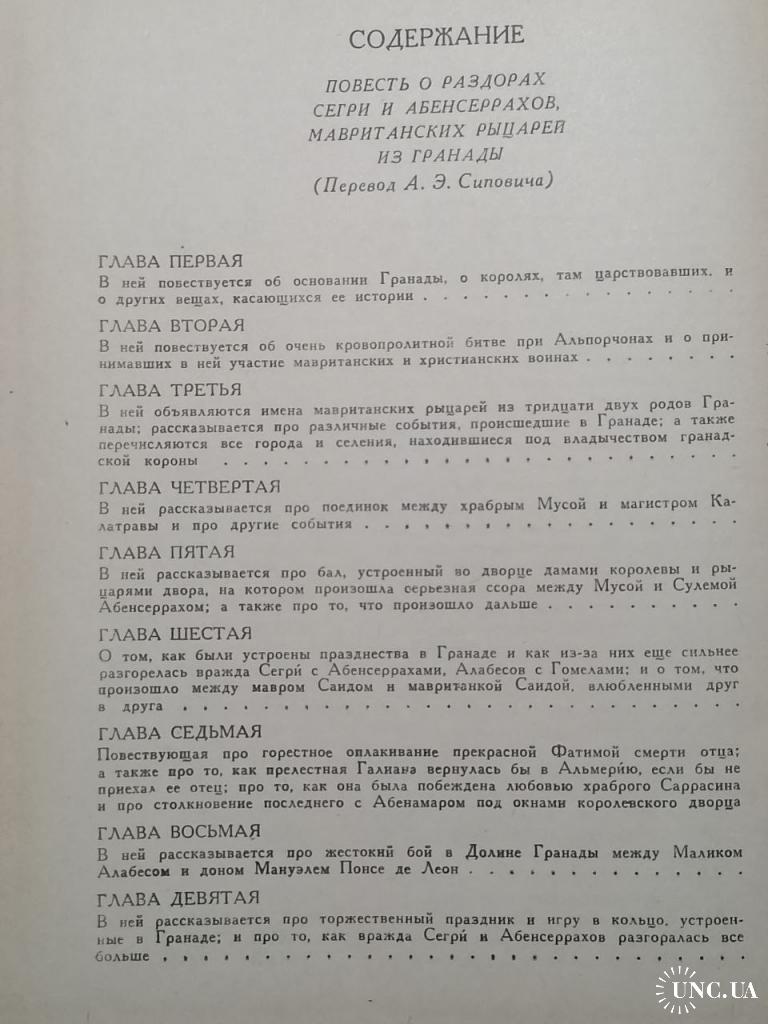 СОДЕРЖАНИЕ
ПОВЕСТЬ О РАЗДОРАХ
СЕГРИ И АБЕНСЕРРАХОВ,
МАВРИТАНСКИХ РЫЦАРЕЙ
ИЗ ГРАНАДЫ
(Перевод А. Э. Сиповича)
ГЛАВА ПЕРВАЯ
В ней повествуется об основании Гранады, о королях, там царствовавших, и
о других вещах, касающихся ее истории . . . . . . . . . . . . .
ГЛАВА ВТОРАЯ
В ней повествуется об очень кровопролитной битве при Альпорчонах и о при-
нимавших в ней участие мавританских и христианских воинах . . . . . . .
ГЛАВА ТРЕТЬЯ
В ней объявляются имена мавританских рыцарей из тридцати двух родов Гра-
нады; рассказывается про различные события, происшедшие в Гранаде; а также
перечисляются все города и селения, находившиеся под владычеством гранад-
ской короны . . . . . . . . . . . . . . . . . . . . . .
ГЛАВА ЧЕТВЕРТАЯ
В ней рассказывается про поединок между храбрым Мусой и магистром Ка-
латравы и про другие события . . . . . . . . . . . . . . . .
ГЛАВА ПЯТАЯ
В ней рассказывается про бал, устроенный во дворце дамами королевы и ры-
царями двора, на котором произошла серьезная ссора между Мусой и Сулемой
Абенсеррахом; а также про то, что произошло дальше . . . . . . . . .
ГЛАВА ШЕСТАЯ
О том, как были устроены празднества в Гранаде и как из-за них еще сильнее
разгорелась вражда Сегри́ с Абенсеррахами, Алабесов с Гомелами; и о том, что
произошло между мавром Саидом и мавританкой Саидой, влюбленными друг
в друга . . . . . . . . . . . . . . . . . . . . . . . .
ГЛАВА СЕДЬМАЯ
Повествующая про горестное оплакивание прекрасной Фатимой смерти отца;
а также про то, как прелестная Галиана вернулась бы в Альмери́ю, если бы не
приехал ее отец; про то, как она была побеждена любовью храброго Саррасина
и про столкновение последнего с Абенамаром под окнами королевского дворца
ГЛАВА ВОСЬМАЯ
В ней рассказывается про жестокий бой в Долине Гранады между Маликом
Алабесом и доном Мануэлем Понсе де Леон . . . . . . . . . . . .
ГЛАВА ДЕВЯТАЯ
В ней рассказывается про торжественный праздник и игру в кольцо, устроен-
ные в Гранаде; и про то, как вражда Сегри́ и Абенсеррахов разгоралась все
больше . . . . . . . . . . . . . . . . . . . . . . . .
UNC.UA